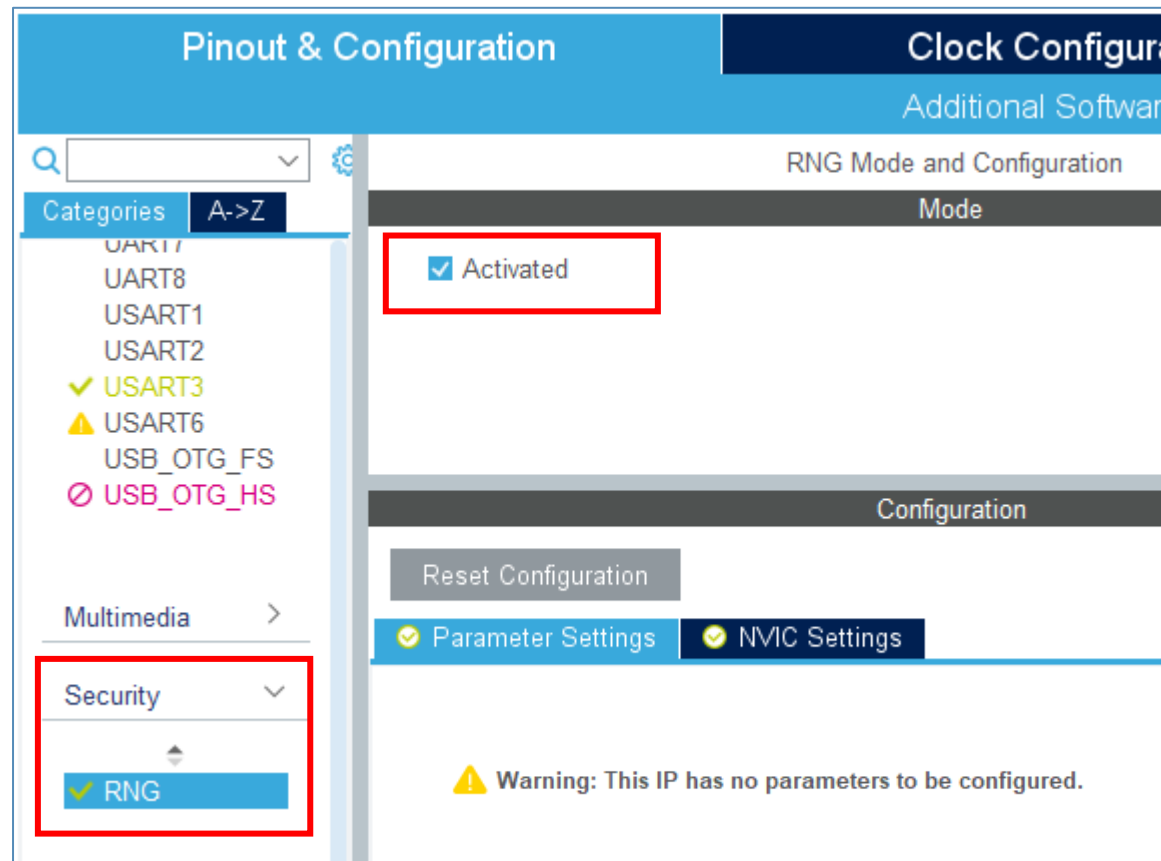 Pinout & Configuration
Clock Configur
Additional Softwar
RNG Mode and Configuration
Categories
A->Z
Mode
Activated
UART7
UART8
USART1
USART2
USART3
USART6
USB_OTG_FS
USB_OTG_HS
Configuration
Reset Configuration
Multimedia
Parameter Settings
NVIC Settings
Security
RNG
Warning: This IP has no parameters to be configured.